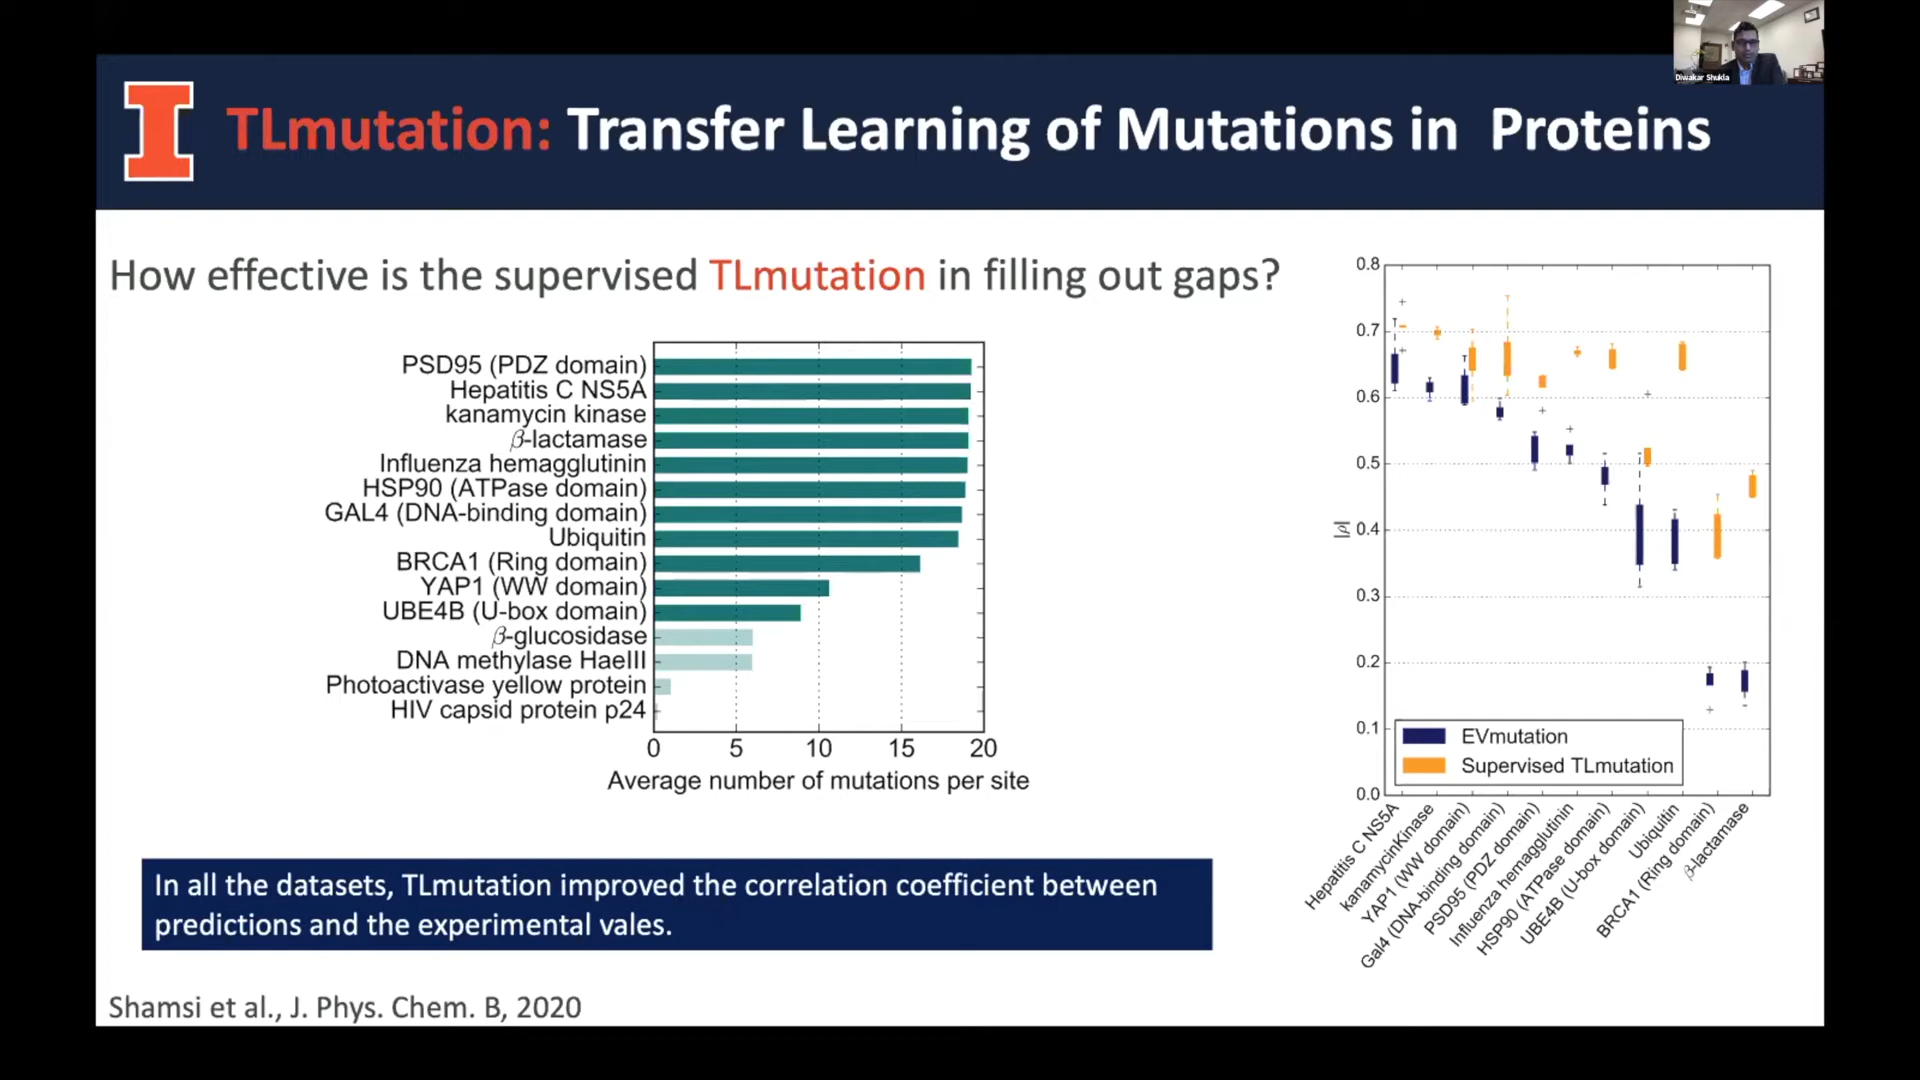 Diwakar Shukla
TLmutation: Transfer Learning of Mutations in Proteins
How effective is the supervised TLmutation in filling out gaps?
PSD95 (PDZ domain)
Hepatitis C NS5A
kanamycin kinase
β-lactamase
Influenza hemagglutinin
HSP90 (ATPase domain)
GAL4 (DNA-binding domain)
Ubiquitin
BRCA1 (Ring domain)
YAP1 (WW domain)
UBE4B (U-box domain)
β-glucosidase
DNA methylase HaeIII
Photoactivase yellow protein
HIV capsid protein p24
0 5 10 15 20
Average number of mutations per site
0.8
0.7
0.6
0.5
0.4
0.3
0.2
0.1
0.0
|ρ|
EVmutation
Supervised TLmutation
Hepatitis C NS5A
kanamycinKinase
YAP1 (WW domain)
Gal4 (DNA-binding domain)
PSD95 (PDZ domain)
Influenza hemagglutinin
HSP90 (ATPase domain)
UBE4B (U-box domain)
Ubiquitin
BRCA1 (Ring domain)
β-lactamase
In all the datasets, TLmutation improved the correlation coefficient between
predictions and the experimental vales.
Shamsi et al., J. Phys. Chem. B, 2020